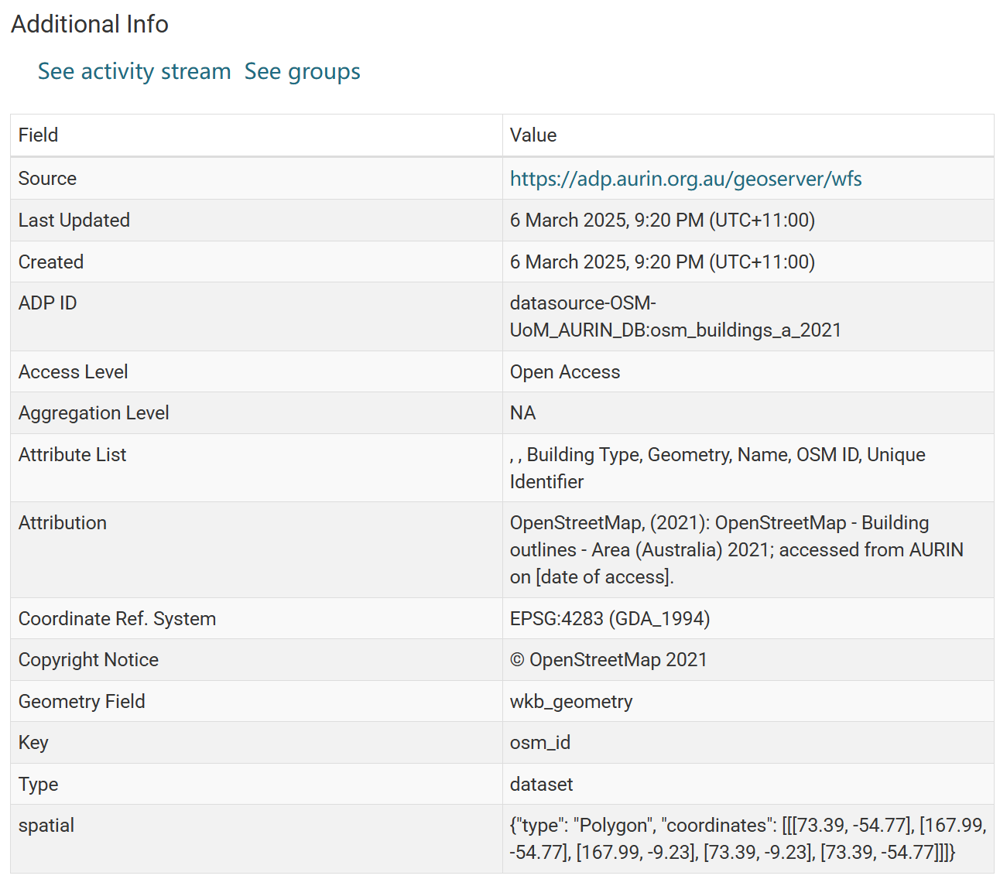 Additional Info
See activity stream See groups
Field Value
Source https://adp.aurin.org.au/geoserver/wfs
Last Updated 6 March 2025, 9:20 PM (UTC+11:00)
Created 6 March 2025, 9:20 PM (UTC+11:00)
ADP ID datasource-OSM-
UoM_AURIN_DB:osm_buildings_a_2021
Access Level Open Access
Aggregation Level NA
Attribute List , , Building Type, Geometry, Name, OSM ID, Unique
Identifier
Attribution OpenStreetMap, (2021): OpenStreetMap - Building
outlines - Area (Australia) 2021; accessed from AURIN
on [date of access].
Coordinate Ref. System EPSG:4283 (GDA_1994)
Copyright Notice © OpenStreetMap 2021
Geometry Field wkb_geometry
Key osm_id
Type dataset
spatial {"type": "Polygon", "coordinates": [[[73.39, -54.77], [167.99,
-54.77], [167.99, -9.23], [73.39, -9.23], [73.39, -54.77]]]}